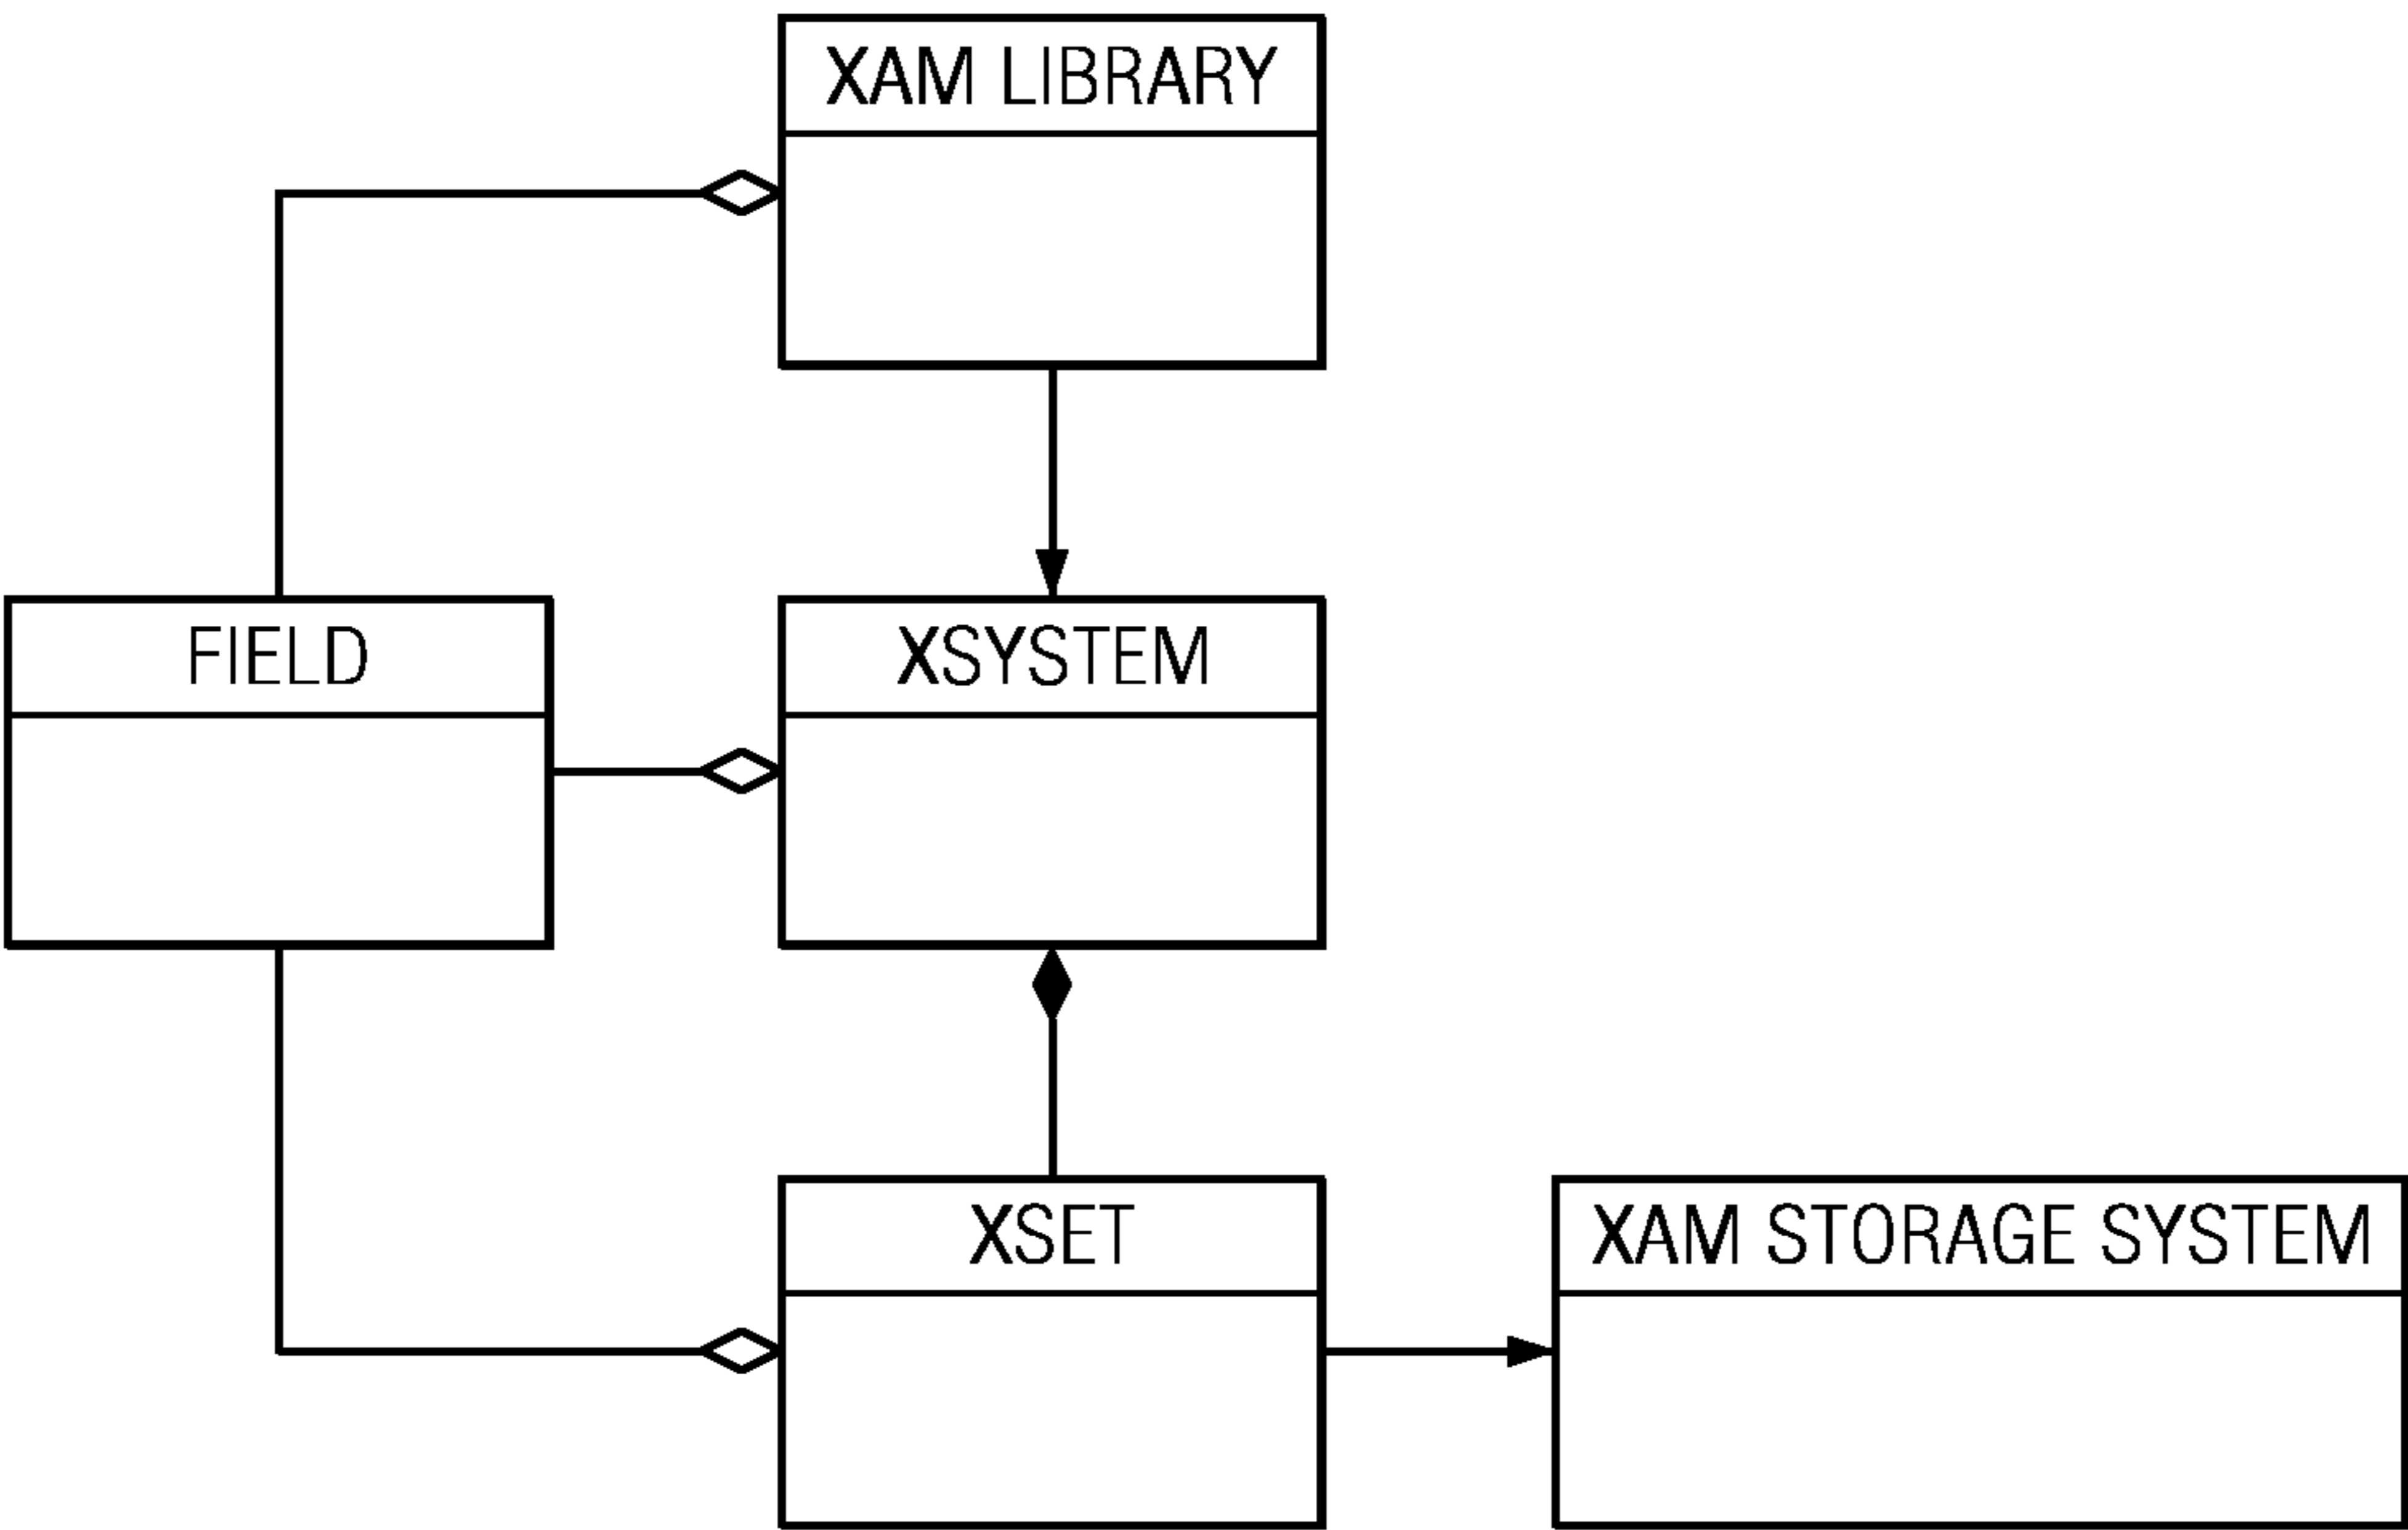 XAM LIBRARY
FIELD
XSYSTEM
XSET
XAM STORAGE SYSTEM